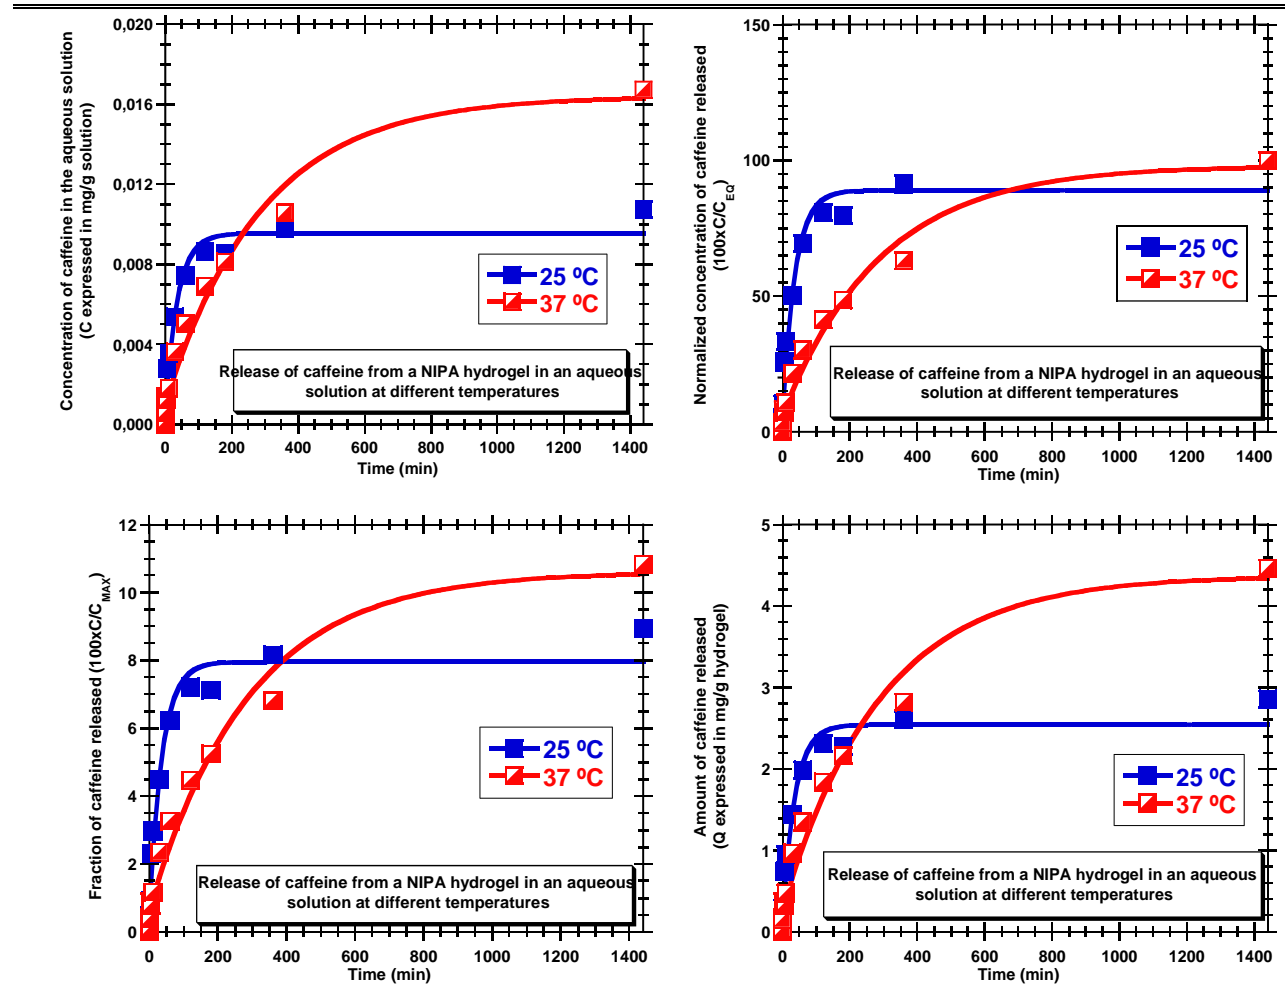 Concentration of caffeine in the aqueous solution
(C expressed in mg/g solution)
0,020
0,016
0,012
0,008
0,004
0,000
25 ºC
37 ºC
Release of caffeine from a NIPA hydrogel in an aqueous
solution at different temperatures
0 200 400 600 800 1000 1200 1400
Time (min)
Normalized concentration of caffeine released
(100xC/C_EQ)
150
100
50
0
25 ºC
37 ºC
Release of caffeine from a NIPA hydrogel in an aqueous
solution at different temperatures
0 200 400 600 800 1000 1200 1400
Time (min)
Fraction of caffeine released (100xC/C_MAX)
12
10
8
6
4
2
0
25 ºC
37 ºC
Release of caffeine from a NIPA hydrogel in an aqueous
solution at different temperatures
0 200 400 600 800 1000 1200 1400
Time (min)
Amount of caffeine released
(Q expressed in mg/g hydrogel)
5
4
3
2
1
0
25 ºC
37 ºC
Release of caffeine from a NIPA hydrogel in an aqueous
solution at different temperatures
0 200 400 600 800 1000 1200 1400
Time (min)